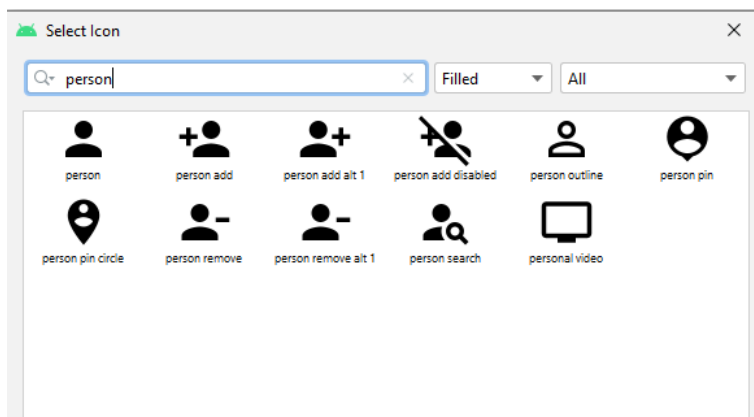 Select Icon
person
Filled
All
person
person add
person add alt 1
person add disabled
person outline
person pin
person pin circle
person remove
person remove alt 1
person search
personal video